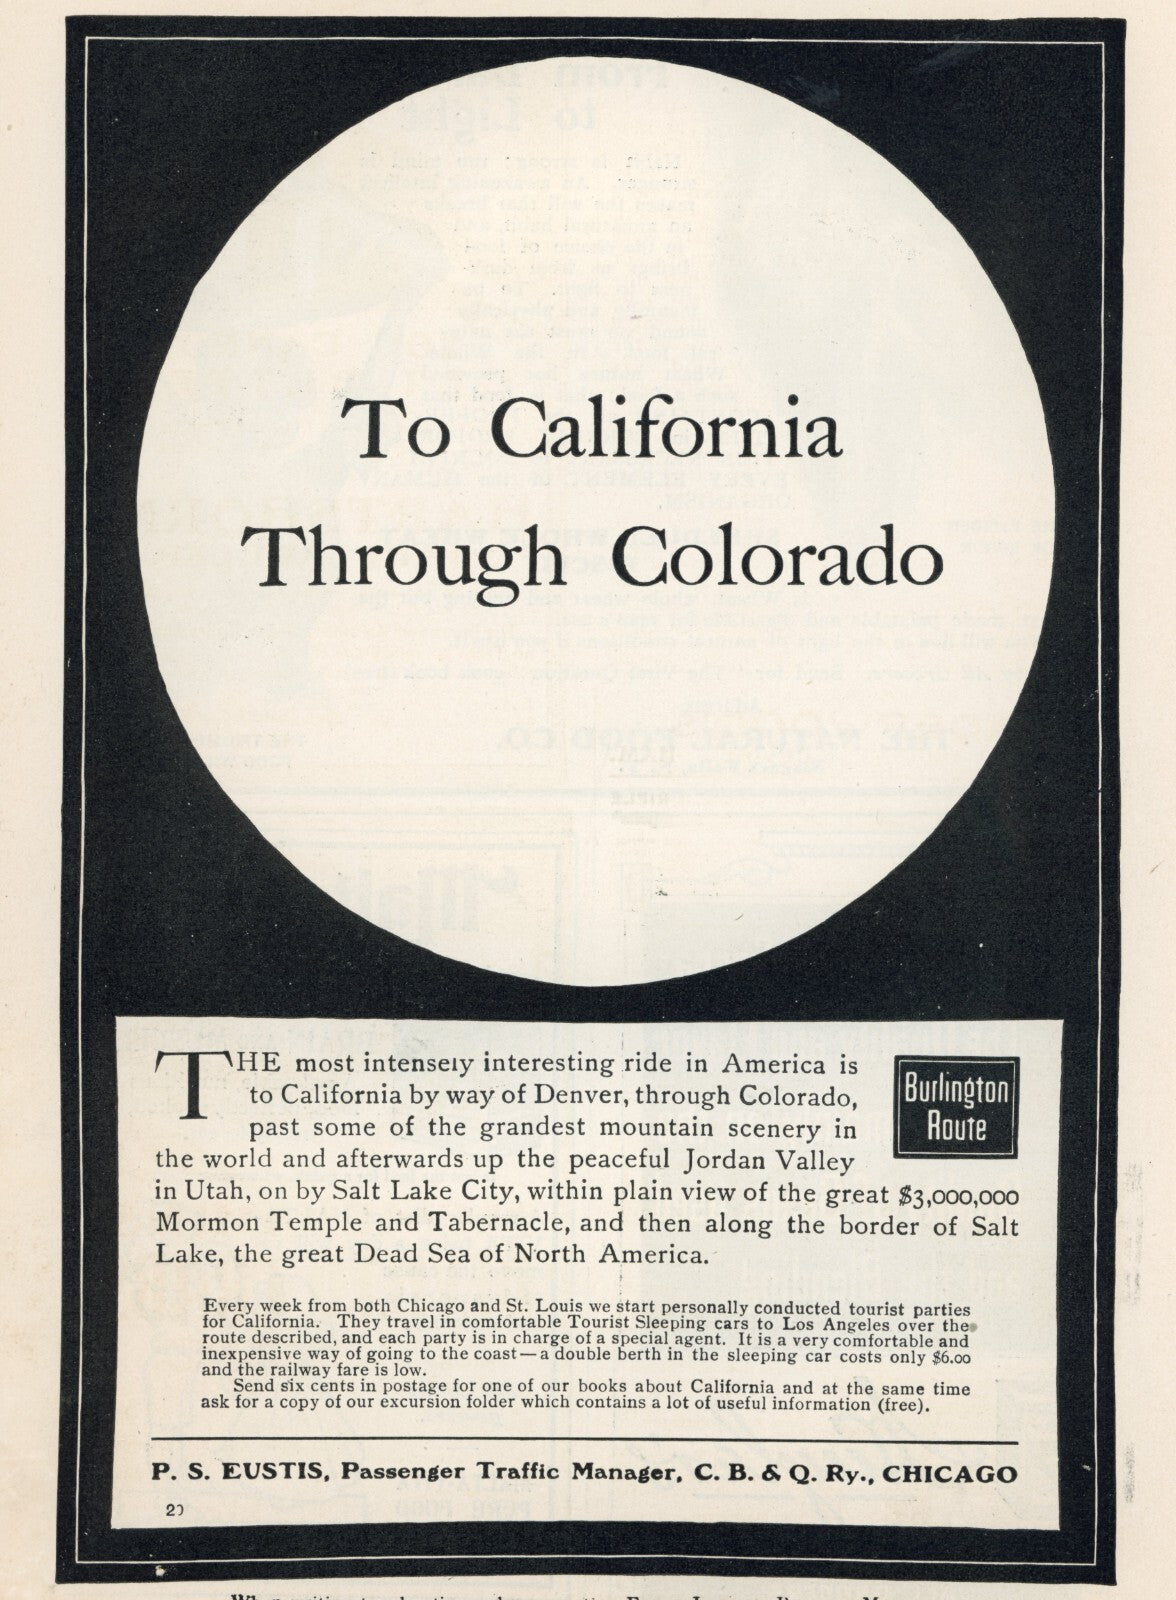 To California
Through Colorado
THE most intensely interesting ride in America is
to California by way of Denver, through Colorado,
past some of the grandest mountain scenery in
the world and afterwards up the peaceful Jordan Valley
in Utah, on by Salt Lake City, within plain view of the great $3,000,000
Mormon Temple and Tabernacle, and then along the border of Salt
Lake, the great Dead Sea of North America.
Burlington
Route
Every week from both Chicago and St. Louis we start personally conducted tourist parties
for California. They travel in comfortable Tourist Sleeping cars to Los Angeles over the
route described, and each party is in charge of a special agent. It is a very comfortable and
inexpensive way of going to the coast—a double berth in the sleeping car costs only $6.00
and the railway fare is low.
Send six cents in postage for one of our books about California and at the same time
ask for a copy of our excursion folder which contains a lot of useful information (free).
P. S. EUSTIS, Passenger Traffic Manager, C. B. & Q. Ry., CHICAGO